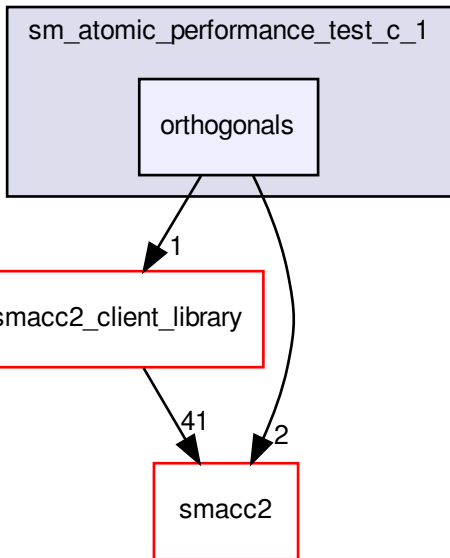 sm_atomic_performance_test_c_1
orthogonals
1
smacc2_client_library
41
2
smacc2